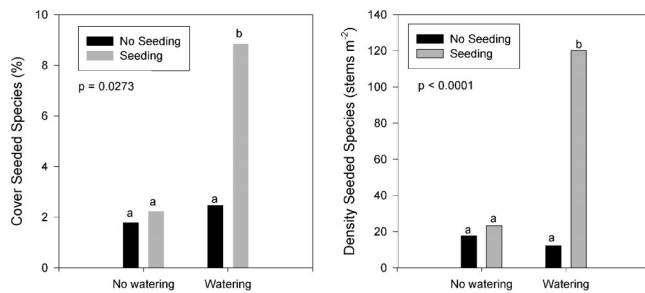 10
8
6
4
2
0
Cover Seeded Species (%)
No Seeding
Seeding
p = 0.0273
a
a
a
b
No watering
Watering
140
120
100
80
60
40
20
0
Density Seeded Species (stems m⁻²)
No Seeding
Seeding
p < 0.0001
a
a
a
b
No watering
Watering